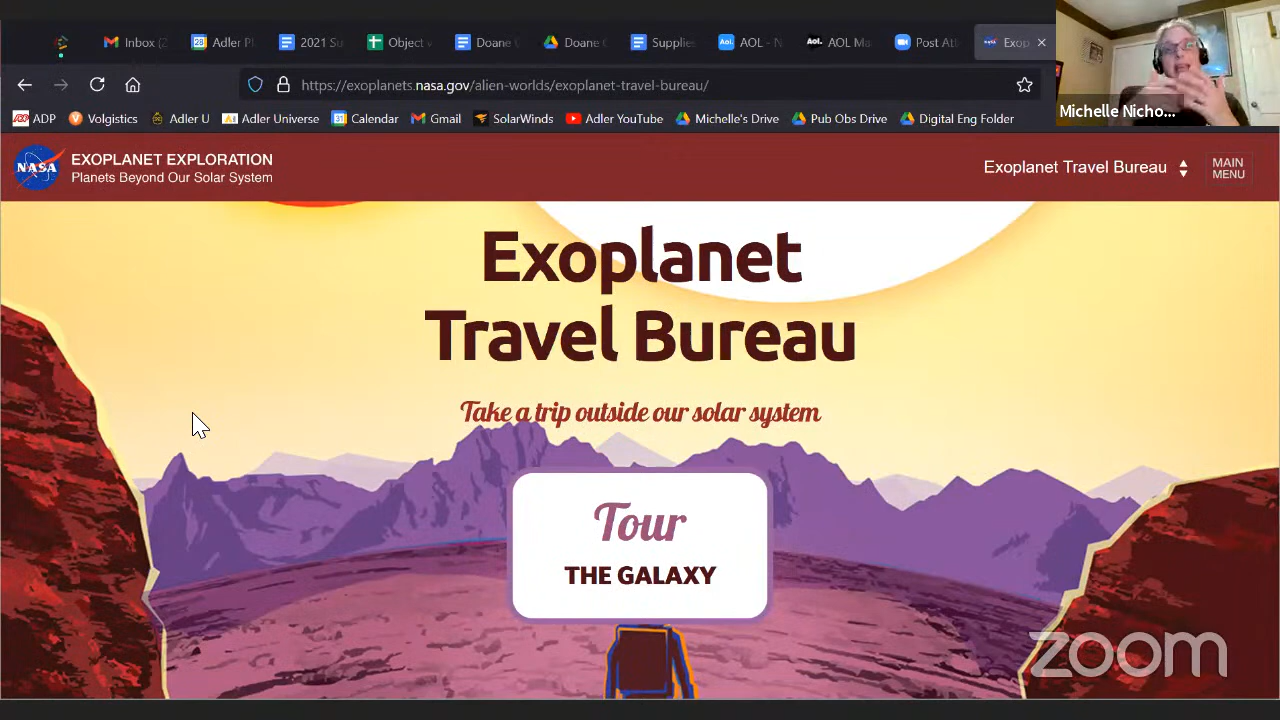 Inbox (2
Adler Pl
2021 Su
Object v
Doane
Doane
Supplies
AOL - N
AOL Ma
Post Att
Exop
https://exoplanets.nasa.gov/alien-worlds/exoplanet-travel-bureau/
ADP
Volgistics
Adler U
Adler Universe
Calendar
Gmail
SolarWinds
Adler YouTube
Michelle's Drive
Pub Obs Drive
Digital Eng Folder
Michelle Nicho...
NASA
EXOPLANET EXPLORATION
Planets Beyond Our Solar System
Exoplanet Travel Bureau
MAIN
MENU
Exoplanet
Travel Bureau
Take a trip outside our solar system
Tour
THE GALAXY
zoom